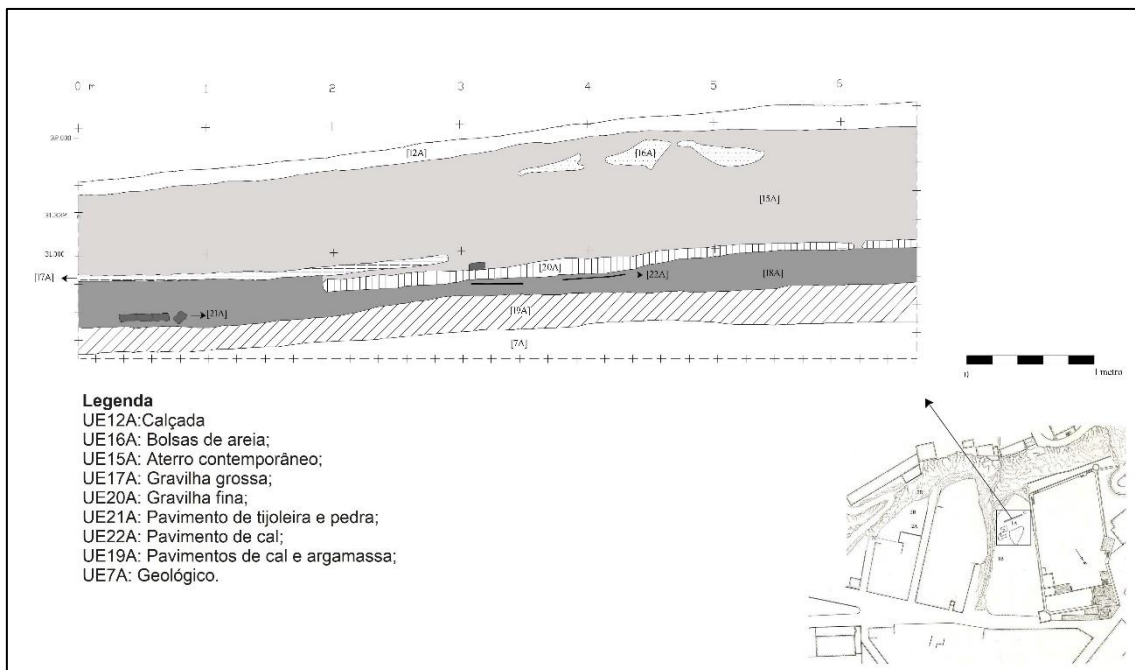 0 m 1 2 3 4 5 6
[12A]
[16A]
[15A]
31.000
[17A]
[20A]
[22A]
[18A]
[21A]
[19A]
[7A]
0 1 metro
Legenda
UE12A:Calçada
UE16A: Bolsas de areia;
UE15A: Aterro contemporâneo;
UE17A: Gravilha grossa;
UE20A: Gravilha fina;
UE21A: Pavimento de tijoleira e pedra;
UE22A: Pavimento de cal;
UE19A: Pavimentos de cal e argamassa;
UE7A: Geológico.